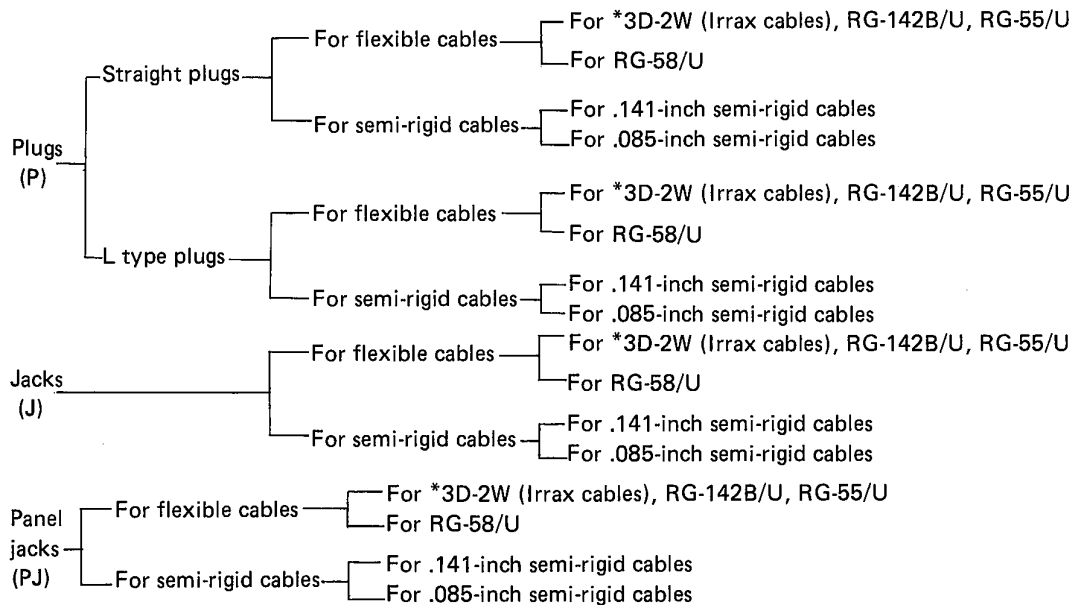 For *3D-2W (Irrax cables), RG-142B/U, RG-55/U
For flexible cables
For RG-58/U
Straight plugs
For .141-inch semi-rigid cables
For semi-rigid cables
For .085-inch semi-rigid cables
Plugs
(P)
For *3D-2W (Irrax cables), RG-142B/U, RG-55/U
For flexible cables
For RG-58/U
L type plugs
For .141-inch semi-rigid cables
For semi-rigid cables
For .085-inch semi-rigid cables
For *3D-2W (Irrax cables), RG-142B/U, RG-55/U
For flexible cables
For RG-58/U
Jacks
(J)
For .141-inch semi-rigid cables
For semi-rigid cables
For .085-inch semi-rigid cables
For *3D-2W (Irrax cables), RG-142B/U, RG-55/U
For flexible cables
For RG-58/U
Panel
jacks
(PJ)
For .141-inch semi-rigid cables
For semi-rigid cables
For .085-inch semi-rigid cables